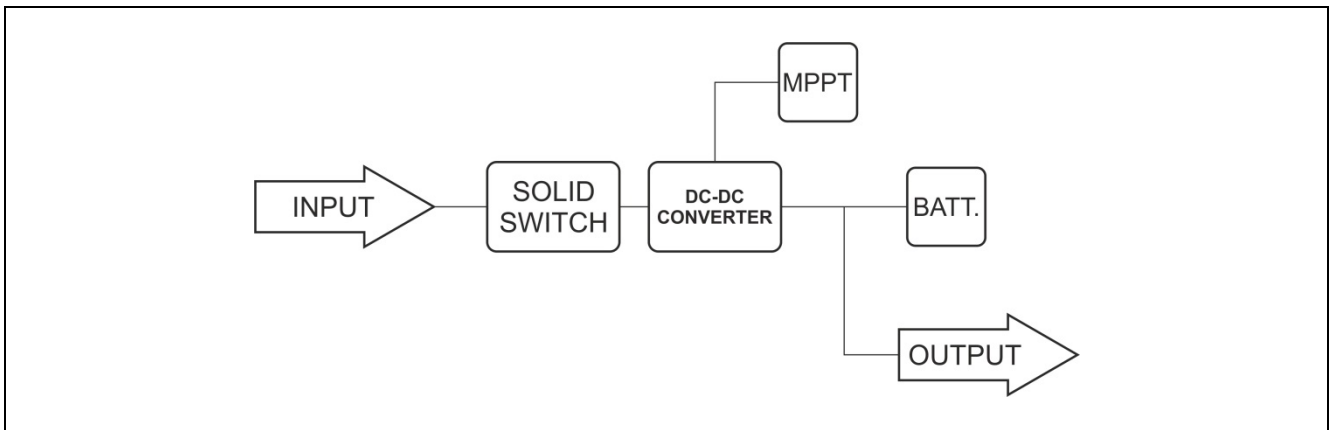 MPPT
INPUT
SOLID
SWITCH
DC-DC
CONVERTER
BATT.
OUTPUT